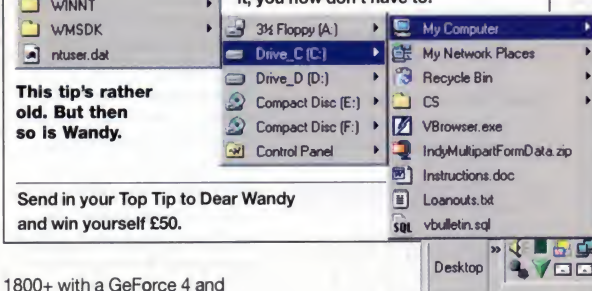 it, you now don't have to!
WINNT
WMSDK
ntuser.dat
3½ Floppy (A:)
Drive_C (C:)
Drive_D (D:)
Compact Disc (E:)
Compact Disc (F:)
Control Panel
My Computer
My Network Places
Recycle Bin
CS
VBrowser.exe
IndyMultipartFormData.zip
Instructions.doc
Loanouts.txt
SQL vbulletin.sql
Desktop »
This tip's rather
old. But then
so is Wandy.
Send in your Top Tip to Dear Wandy
and win yourself £50.
1800+ with a GeForce 4 and